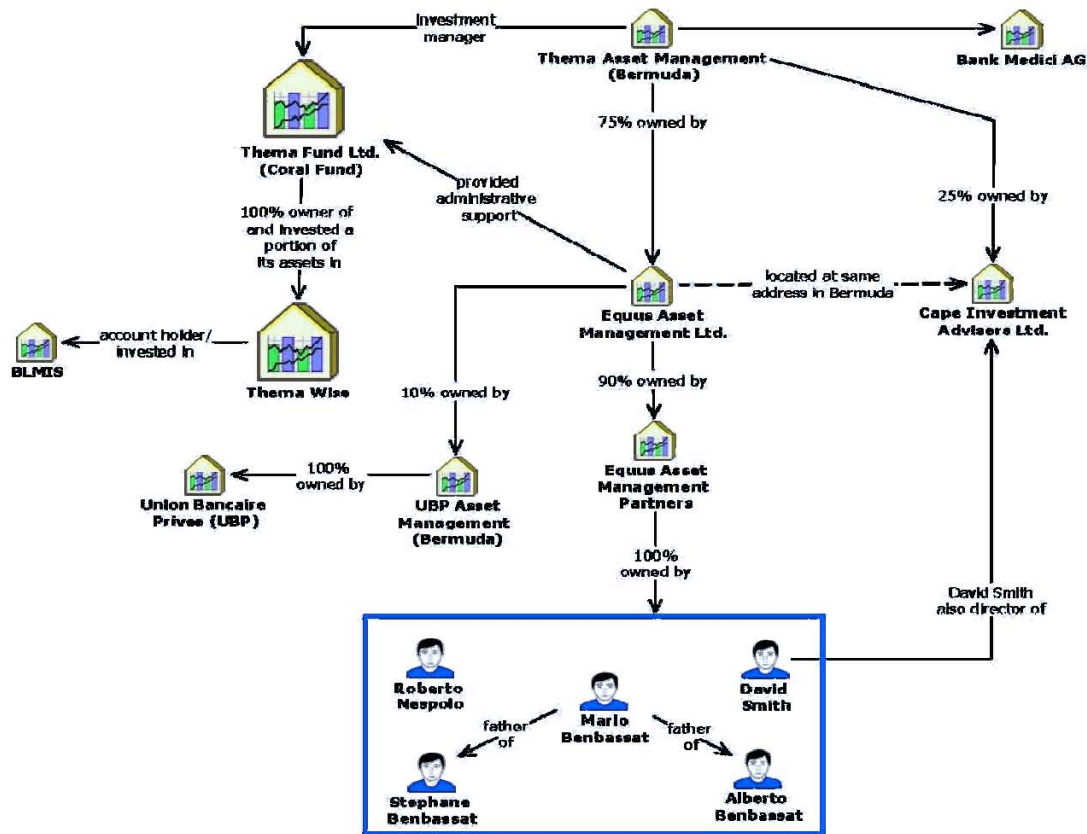 Investment
manager
Thema Asset Management
(Bermuda)
Bank Medici AG
Thema Fund Ltd.
(Coral Fund)
75% owned by
provided
administrative
support
25% owned by
100% owner of
and invested a
portion of
its assets in
located at same
address in Bermuda
Equus Asset
Management Ltd.
Cape Investment
Advisers Ltd.
account holder/
invested in
BLMIS
Thema Wise
10% owned by
90% owned by
100%
owned by
Union Bancaire
Privee (UBP)
UBP Asset
Management
(Bermuda)
Equus Asset
Management
Partners
100%
owned by
David Smith
also director of
Roberto
Nespolo
Mario
Benbassat
David
Smith
father
of
father
of
Stephane
Benbassat
Alberto
Benbassat